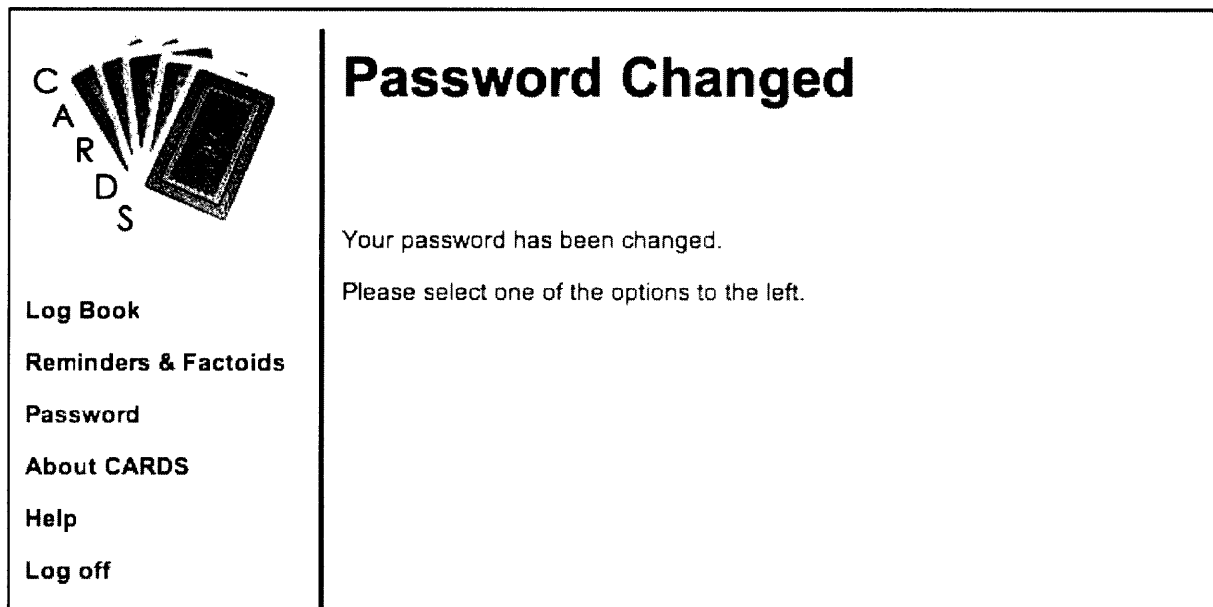 CARDS
Password Changed
Your password has been changed.
Please select one of the options to the left.
Log Book
Reminders & Factoids
Password
About CARDS
Help
Log off